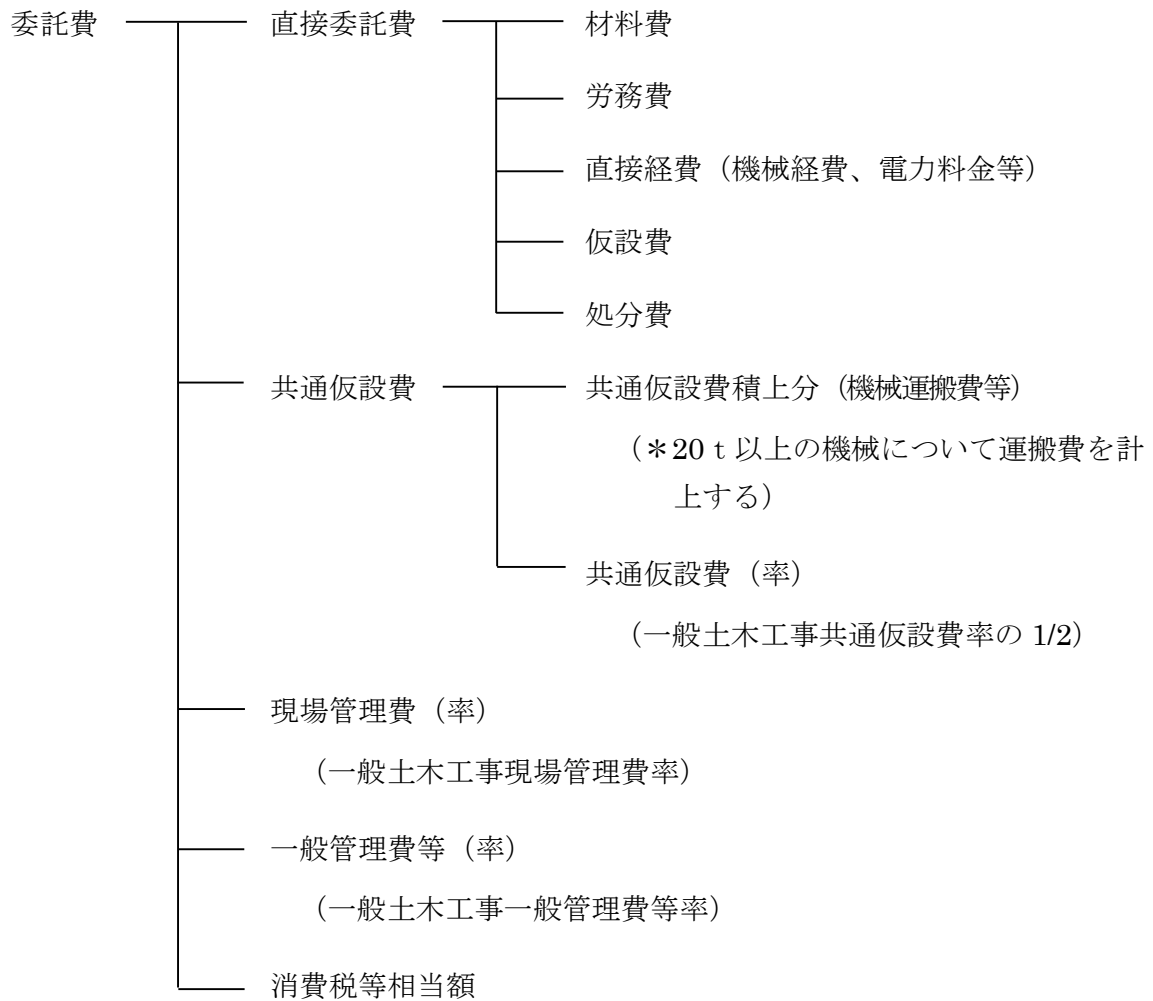 委託費 直接委託費 材料費
労務費
直接経費（機械経費、電力料金等）
仮設費
処分費
共通仮設費 共通仮設費積上分（機械運搬費等）
（＊20ｔ以上の機械について運搬費を計
上する）
共通仮設費（率）
（一般土木工事共通仮設費率の 1/2）
現場管理費（率）
（一般土木工事現場管理費率）
一般管理費等（率）
（一般土木工事一般管理費等率）
消費税等相当額